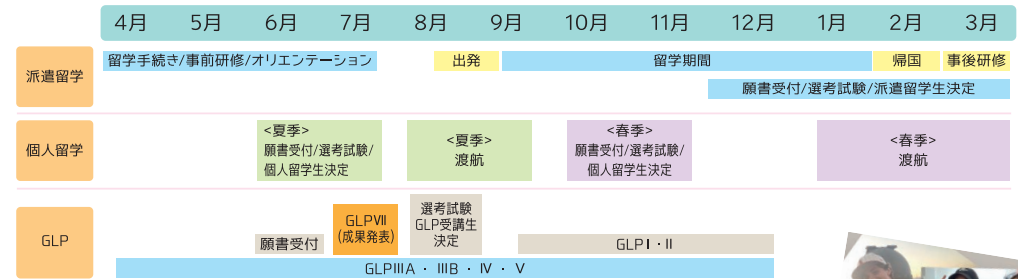 4月 5月 6月 7月 8月 9月 10月 11月 12月 1月 2月 3月
派遣留学
留学手続き/事前研修/オリエンテーション
出発
留学期間
帰国
事後研修
願書受付/選考試験/派遣留学生決定
個人留学
<夏季>
願書受付/選考試験/
個人留学生決定
<夏季>
渡航
<春季>
願書受付/選考試験/
個人留学生決定
<春季>
渡航
GLP
願書受付
GLPⅦ
(成果発表)
選考試験
GLP受講生
決定
GLPⅠ・Ⅱ
GLPⅢA ・ ⅢB ・ Ⅳ ・ Ⅴ